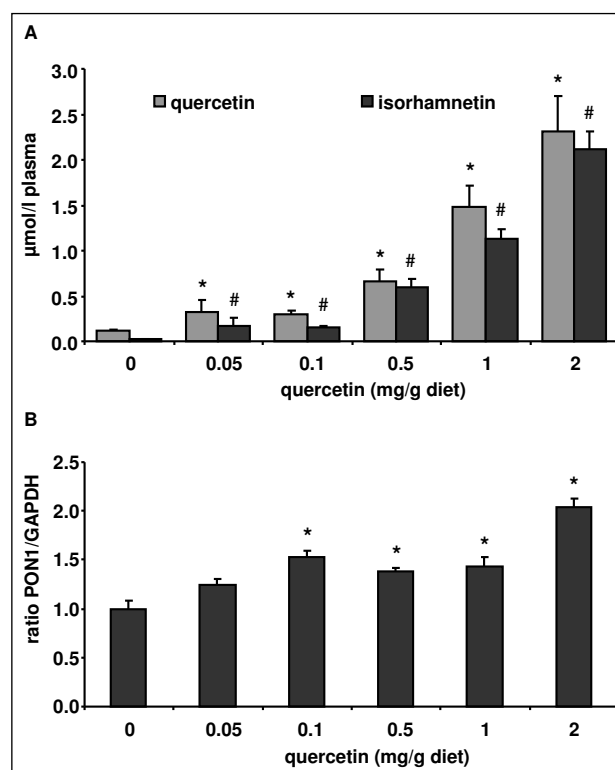 A
3.0
2.5
2.0
1.5
1.0
0.5
0.0
µmol/l plasma
quercetin
isorhamnetin
* # * # * # * # * #
0 0.05 0.1 0.5 1 2
quercetin (mg/g diet)
B
2.5
2.0
1.5
1.0
0.5
0.0
ratio PON1/GAPDH
* * * *
0 0.05 0.1 0.5 1 2
quercetin (mg/g diet)